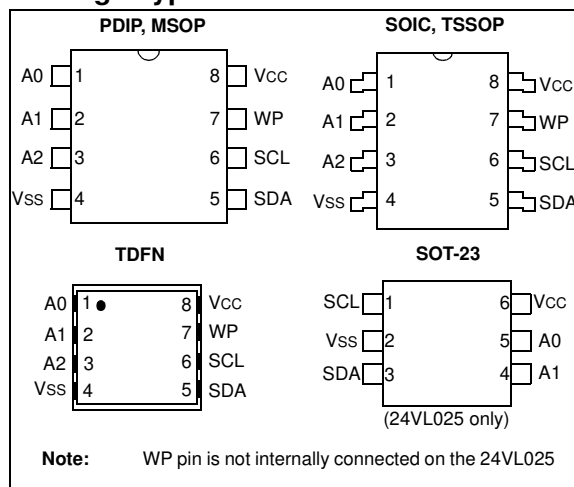 PDIP, MSOP
A0 1 8 VCC
A1 2 7 WP
A2 3 6 SCL
VSS 4 5 SDA
SOIC, TSSOP
A0 1 8 VCC
A1 2 7 WP
A2 3 6 SCL
VSS 4 5 SDA
TDFN
A0 1 8 VCC
A1 2 7 WP
A2 3 6 SCL
VSS 4 5 SDA
SOT-23
SCL 1 6 VCC
VSS 2 5 A0
SDA 3 4 A1
(24VL025 only)
Note: WP pin is not internally connected on the 24VL025